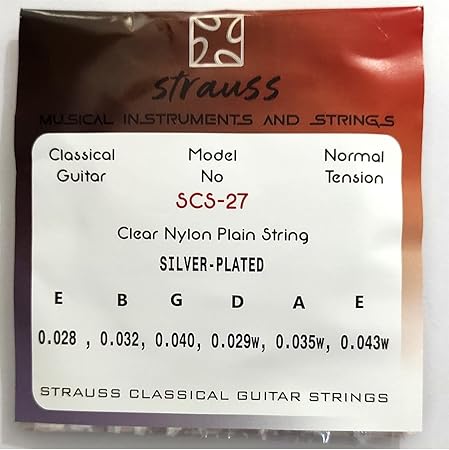 strauss
MUSICAL INSTRUMENTS AND STRINGS
Classical Guitar
Model No
Normal Tension
SCS-27
Clear Nylon Plain String
SILVER-PLATED
E B G D A E
0.028 , 0.032, 0.040, 0.029w, 0.035w, 0.043w
STRAUSS CLASSICAL GUITAR STRINGS